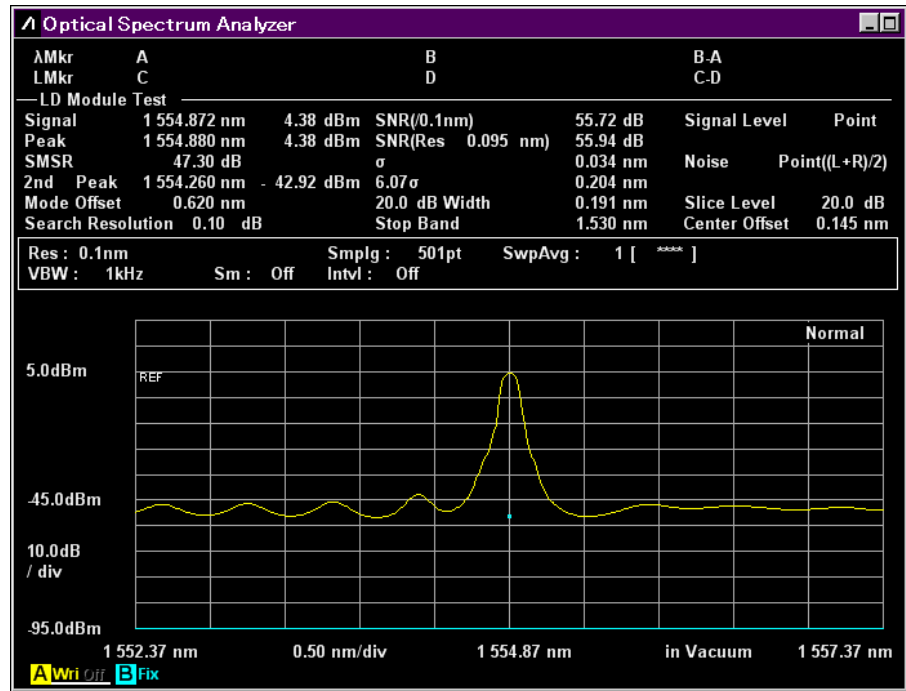 Λ Optical Spectrum Analyzer
λMkr A B B-A
LMkr C D C-D
LD Module Test
Signal 1 554.872 nm 4.38 dBm SNR(/0.1nm) 55.72 dB Signal Level Point
Peak 1 554.880 nm 4.38 dBm SNR(Res 0.095 nm) 55.94 dB
SMSR 47.30 dB σ 0.034 nm Noise Point((L+R)/2)
2nd Peak 1 554.260 nm - 42.92 dBm 6.07σ 0.204 nm
Mode Offset 0.620 nm 20.0 dB Width 0.191 nm Slice Level 20.0 dB
Search Resolution 0.10 dB Stop Band 1.530 nm Center Offset 0.145 nm
Res : 0.1nm Smplg : 501pt SwpAvg : 1 [ **** ]
VBW : 1kHz Sm : Off Intvl : Off
Normal
5.0dBm
REF
-45.0dBm
10.0dB
/ div
-95.0dBm
1 552.37 nm 0.50 nm/div 1 554.87 nm in Vacuum 1 557.37 nm
A Wri Off B Fix